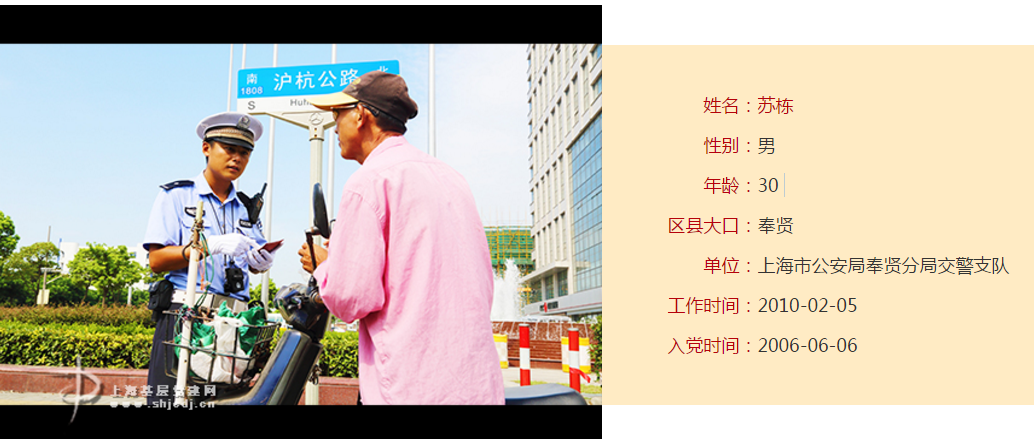 南
1808
沪杭公路
北
S
姓名：苏栋
性别：男
年龄：30
区县大口：奉贤
单位：上海市公安局奉贤分局交警支队
工作时间：2010-02-05
入党时间：2006-06-06
上海基层党建网
www.shjcdj.cn